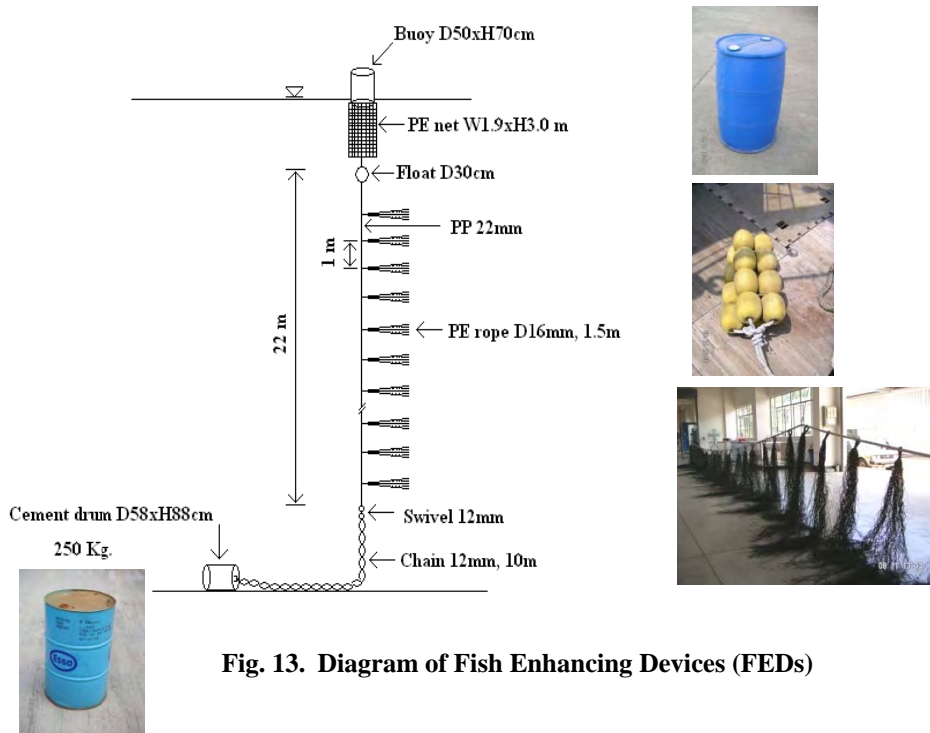 Buoy D50xH70cm
PE net W1.9xH3.0 m
Float D30cm
PP 22mm
1 m
22 m
PE rope D16mm, 1.5m
Swivel 12mm
Cement drum D58xH88cm
250 Kg.
Chain 12mm, 10m
Esso
Fig. 13. Diagram of Fish Enhancing Devices (FEDs)